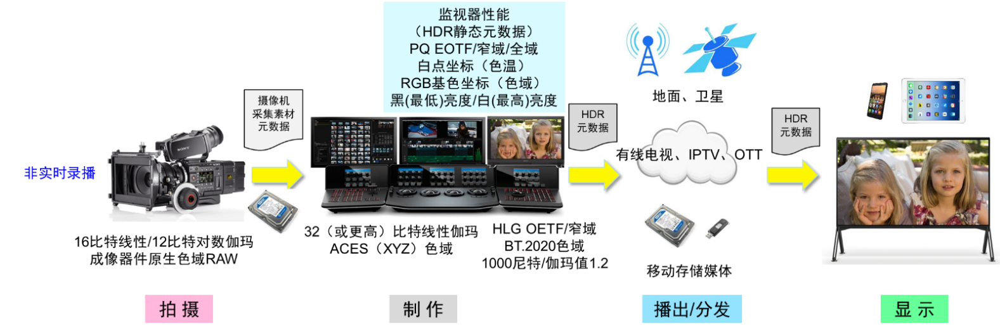 监视器性能
（HDR静态元数据）
PQ EOTF/窄域/全域
白点坐标（色温）
RGB基色坐标（色域）
黑(最低)亮度/白(最高)亮度
非实时录播
SONY
16比特线性/12比特对数伽玛
成像器件原生色域RAW
摄像机
采集素材
元数据
32（或更高）比特线性伽玛
ACES（XYZ）色域
HLG OETF/窄域
BT.2020色域
1000尼特/伽玛值1.2
HDR
元数据
地面、卫星
有线电视、IPTV、OTT
移动存储媒体
HDR
元数据
拍 摄
制 作
播出/分发
显 示